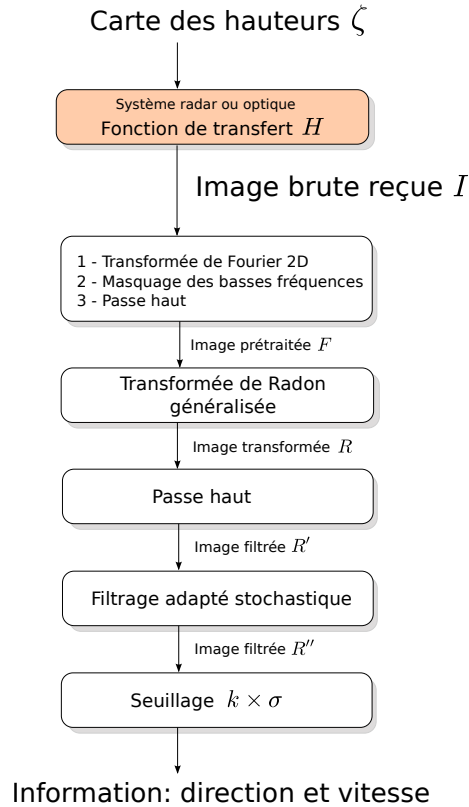 Carte des hauteurs ζ
Système radar ou optique
Fonction de transfert H
Image brute reçue I
1 - Transformée de Fourier 2D
2 - Masquage des basses fréquences
3 - Passe haut
Image prétraitée F
Transformée de Radon
généralisée
Image transformée R
Passe haut
Image filtrée R′
Filtrage adapté stochastique
Image filtrée R″
Seuillage k × σ
Information: direction et vitesse